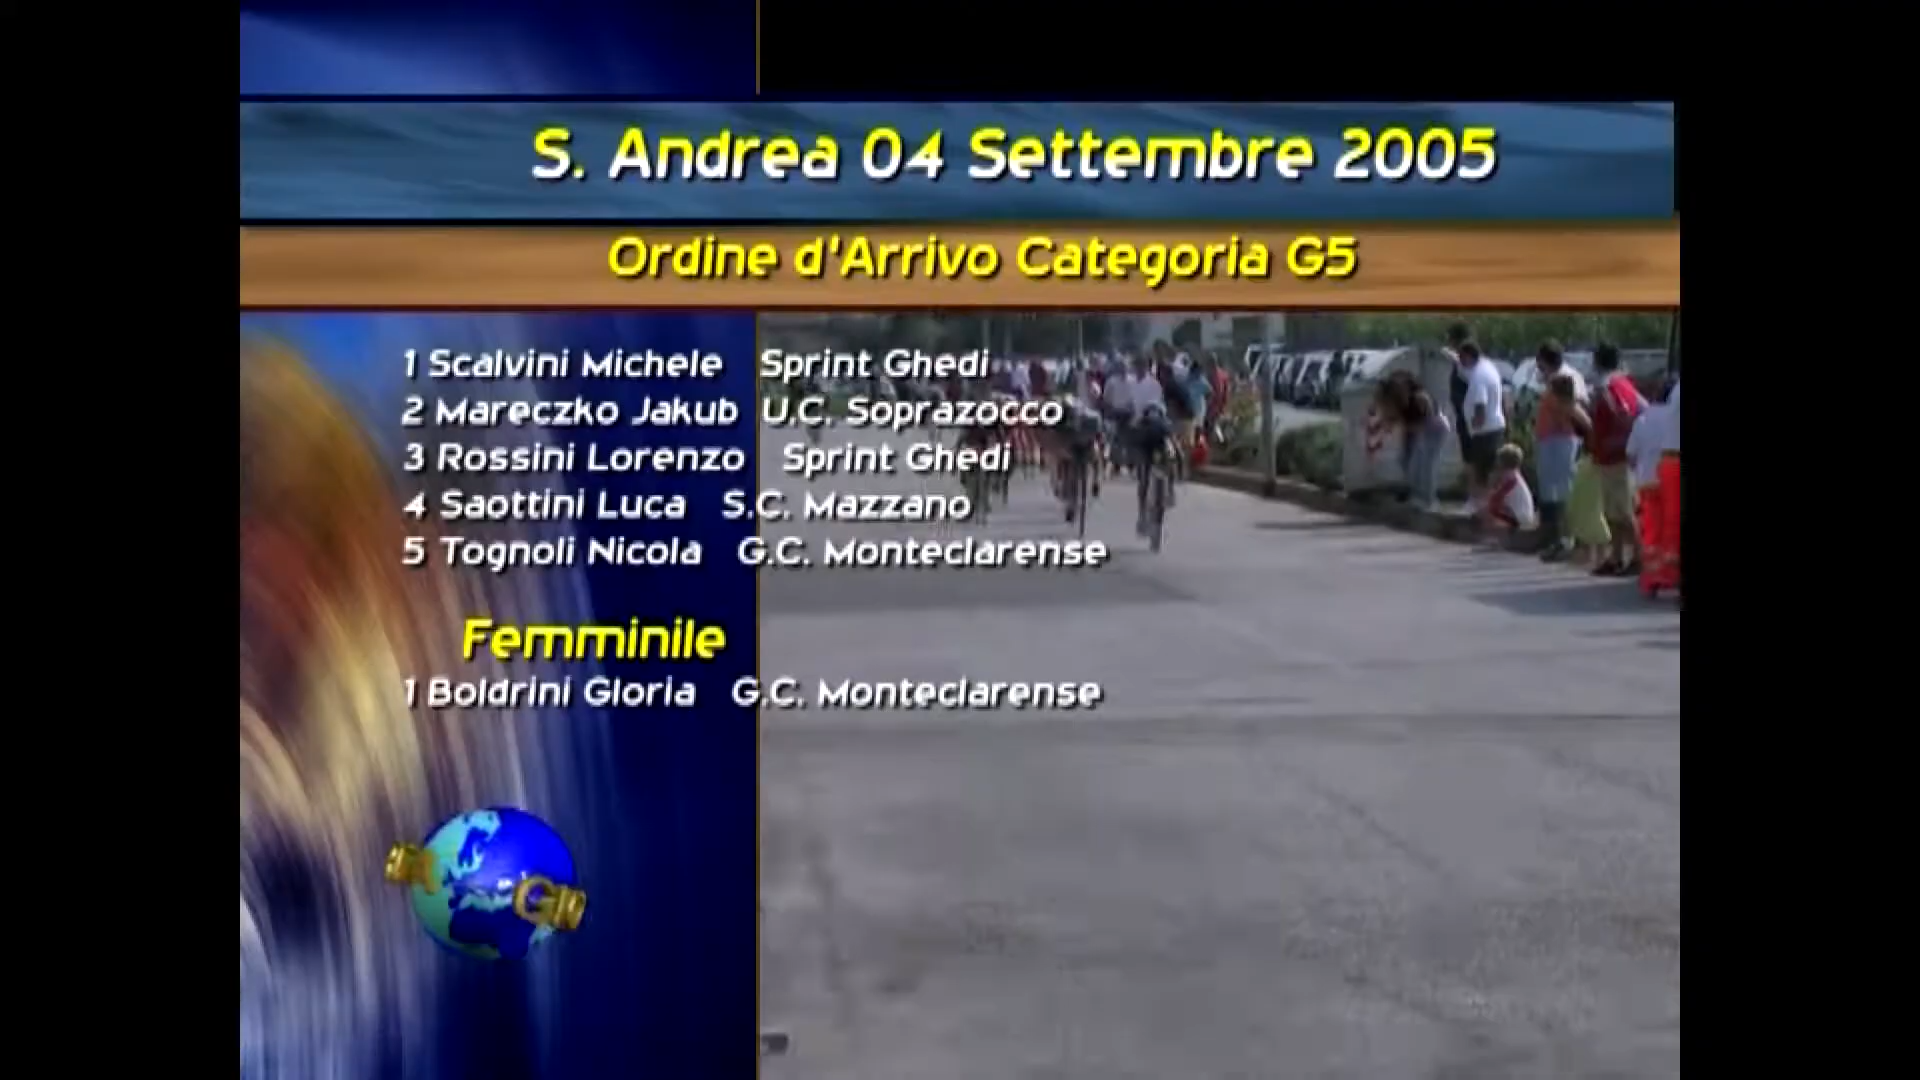 S. Andrea 04 Settembre 2005
Ordine d'Arrivo Categoria G5
1 Scalvini Michele Sprint Ghedi
2 Mareczko Jakub U.C. Soprazocco
3 Rossini Lorenzo Sprint Ghedi
4 Saottini Luca S.C. Mazzano
5 Tognoli Nicola G.C. Monteclarense
Femminile
1 Boldrini Gloria G.C. Monteclarense